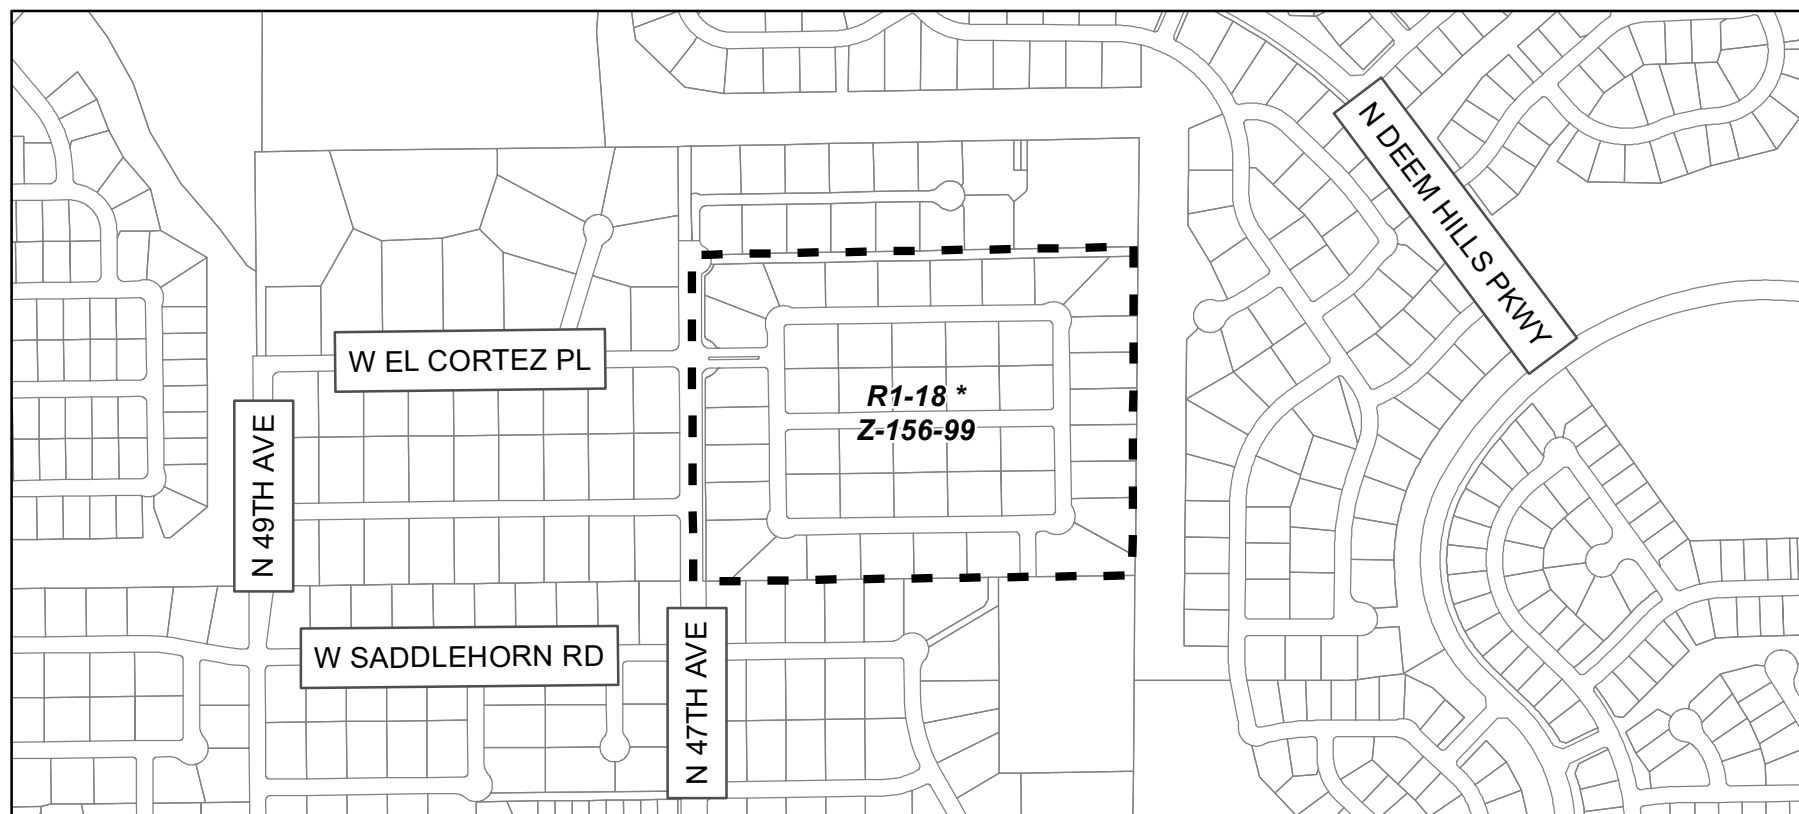 N DEEM HILLS PKWY
W EL CORTEZ PL
R1-18 *
Z-156-99
N 49TH AVE
W SADDLEHORN RD
N 47TH AVE